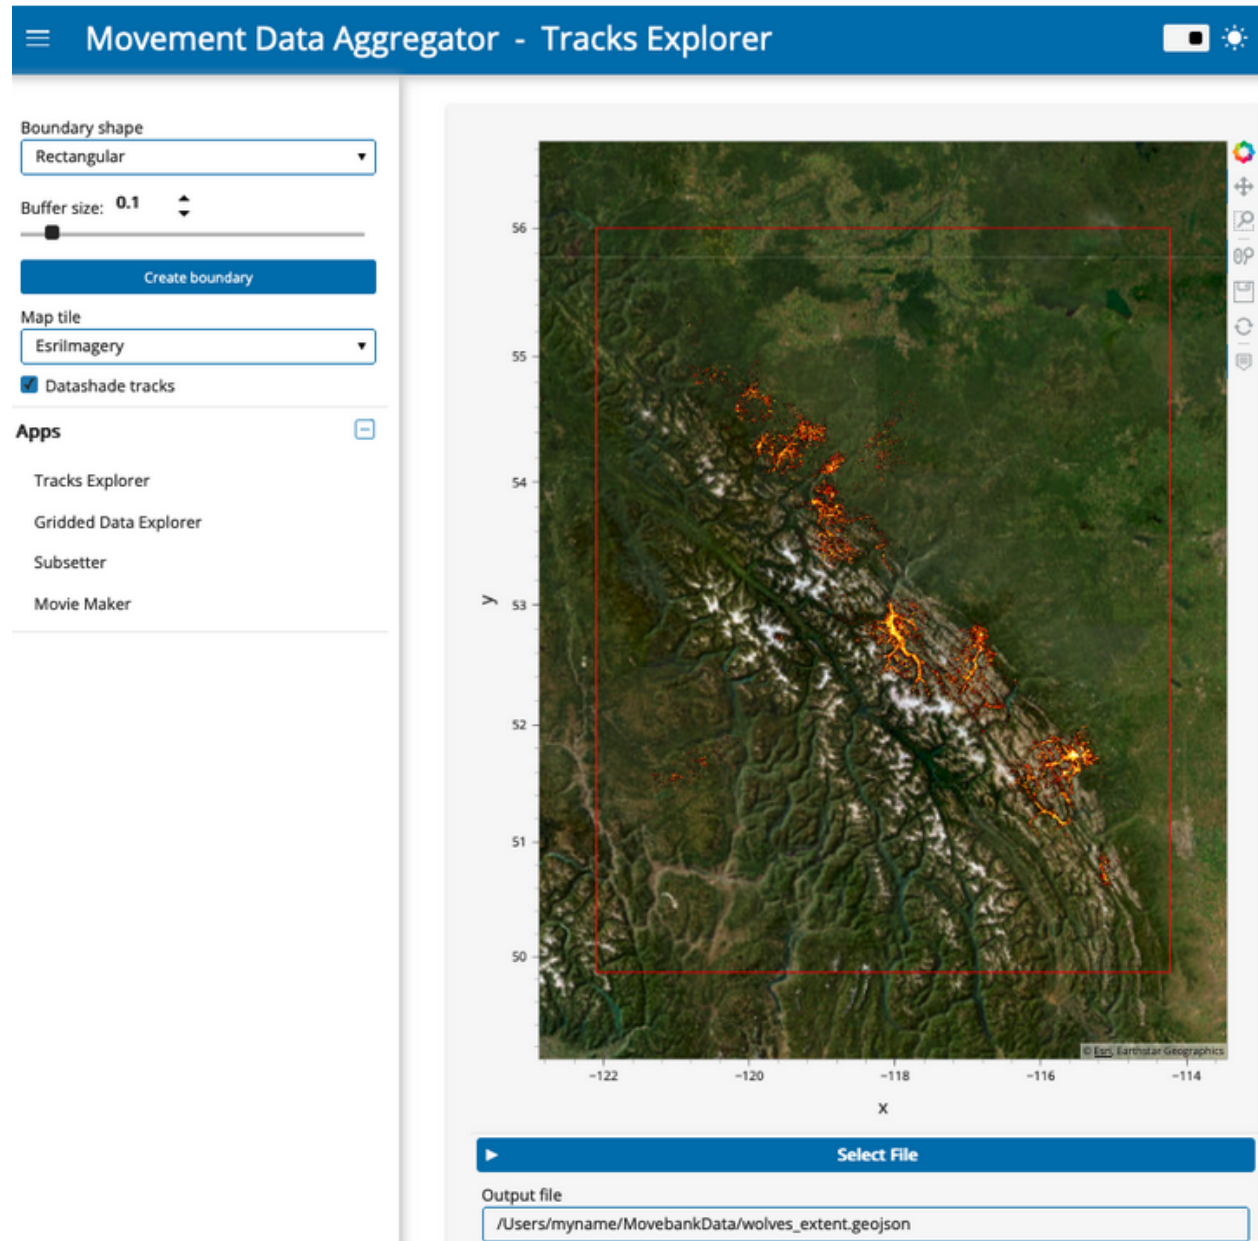 Movement Data Aggregator - Tracks Explorer
Boundary shape
Rectangular
Buffer size: 0.1
Create boundary
Map tile
EsriImagery
Datashade tracks
Apps
Tracks Explorer
Gridded Data Explorer
Subsetter
Movie Maker
56
55
54
53
52
51
50
y
-122
-120
-118
-116
-114
x
© Esri, Earthstar Geographics
Select File
Output file
/Users/myname/MovebankData/wolves_extent.geojson